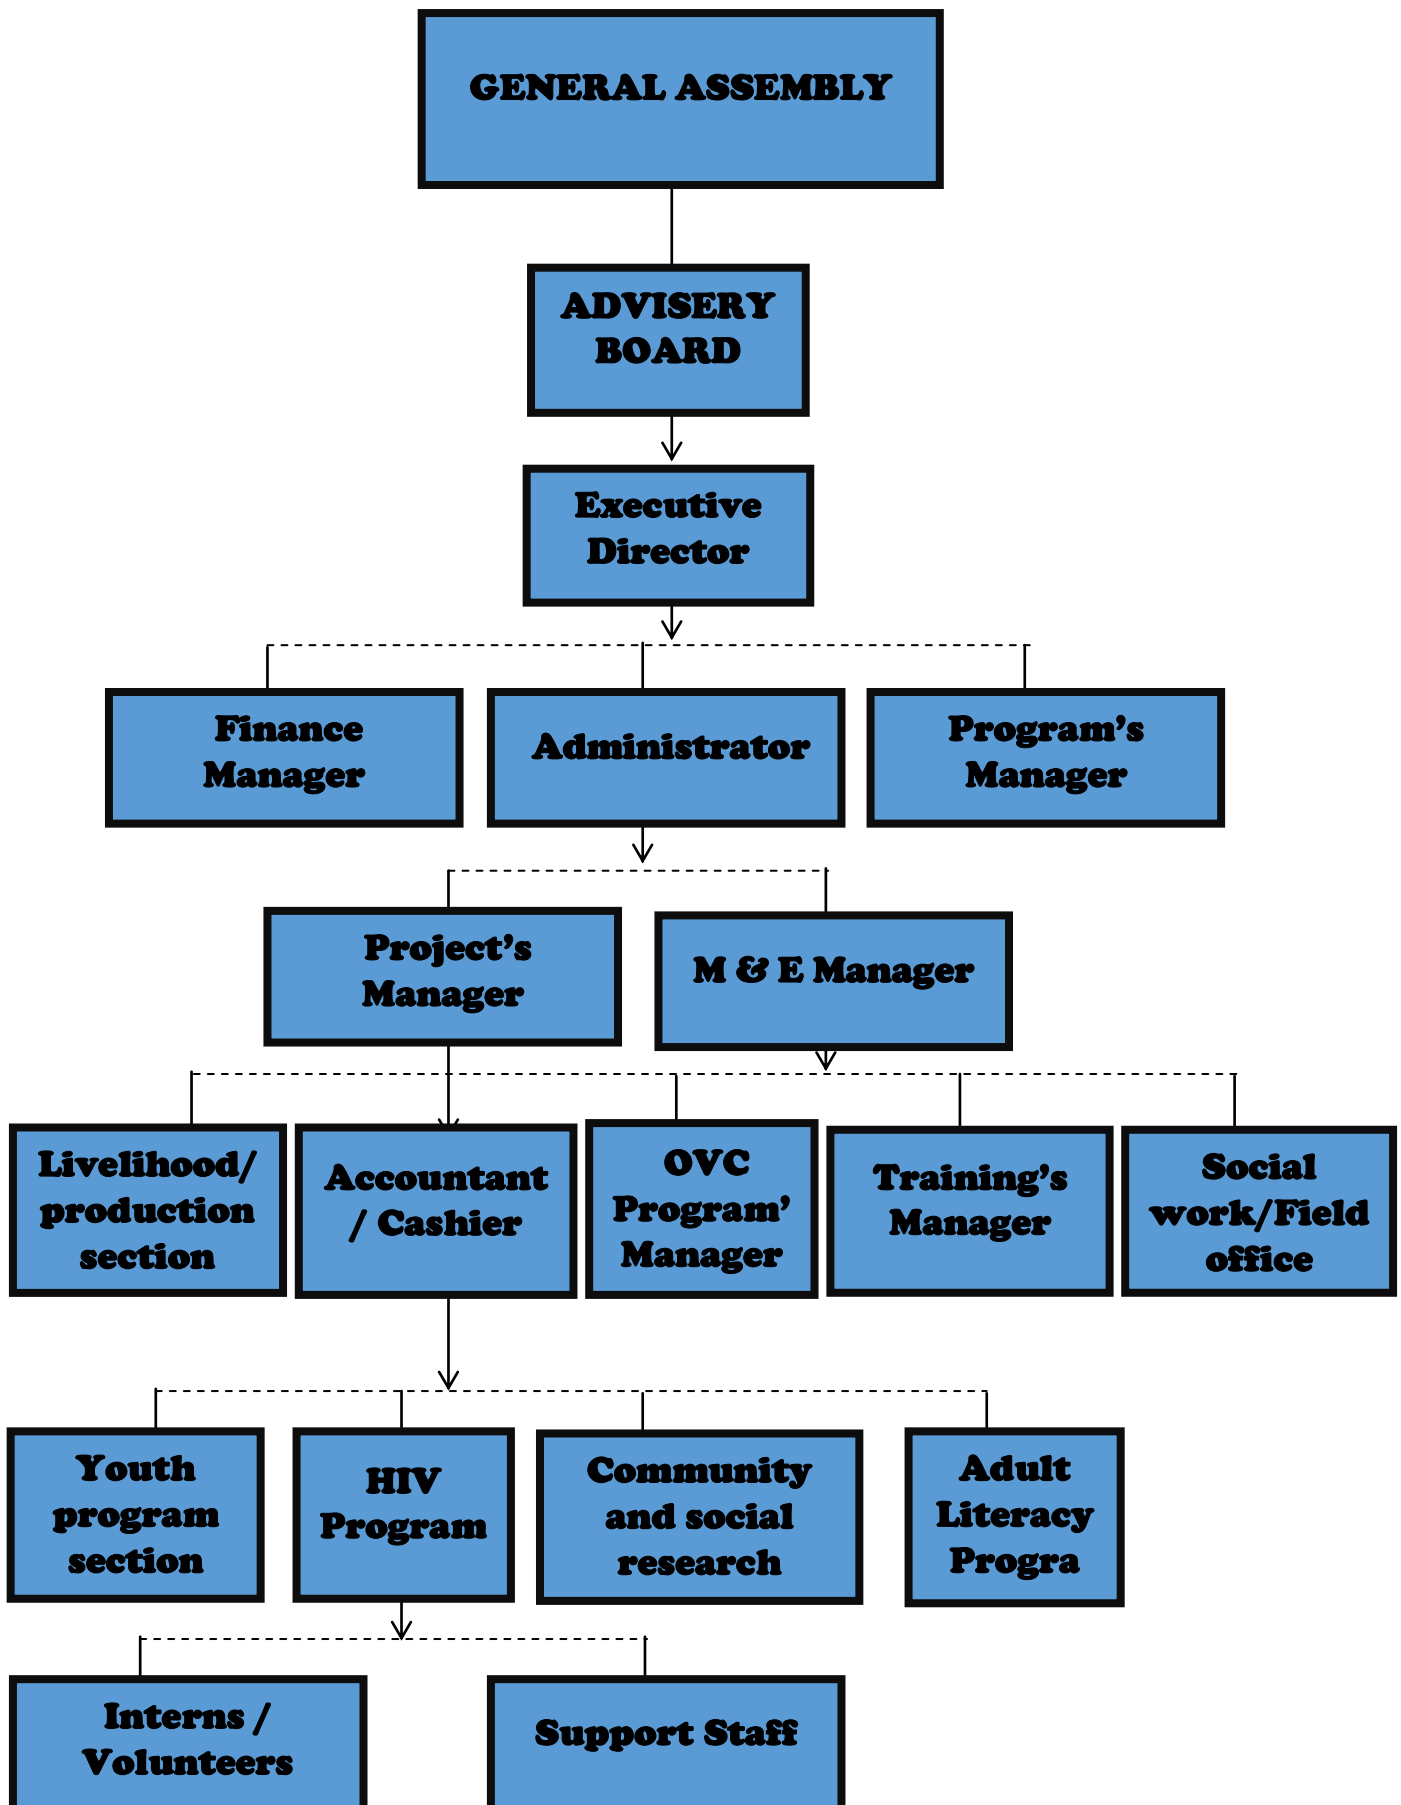 GENERAL ASSEMBLY
ADVISERY
BOARD
Executive
Director
Finance
Manager
Administrator
Program’s
Manager
Project’s
Manager
M & E Manager
Livelihood/
production
section
Accountant
/ Cashier
OVC
Program’
Manager
Training’s
Manager
Social
work/Field
office
Youth
program
section
HIV
Program
Community
and social
research
Adult
Literacy
Progra
Interns /
Volunteers
Support Staff